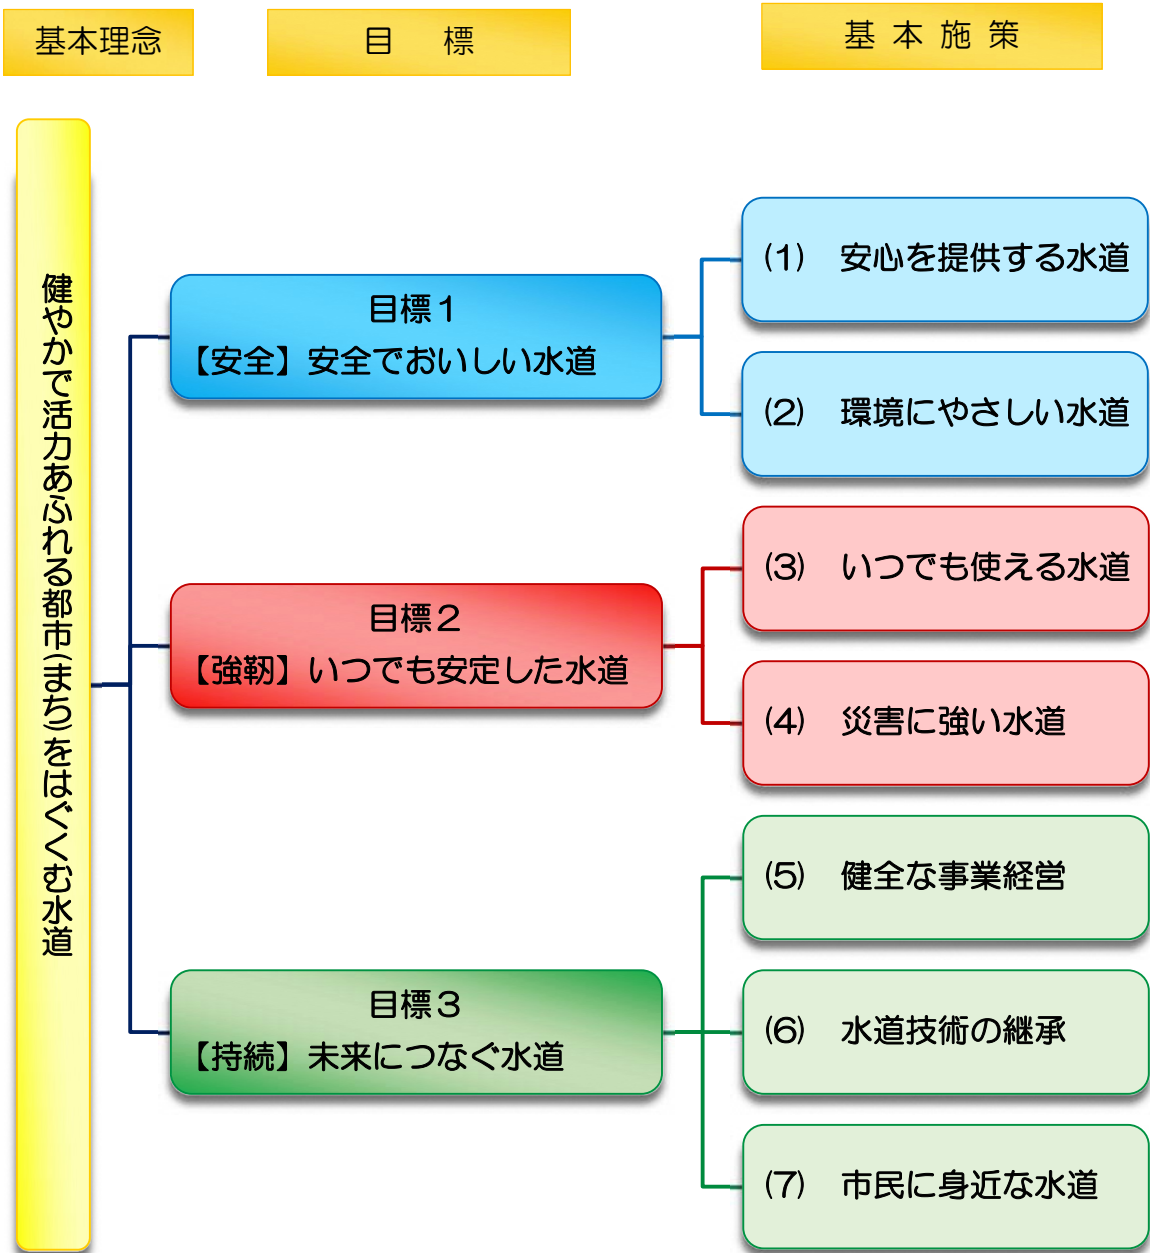 基本理念
目　標
基本施策
健やかで活力あふれる都市(まち)をはぐくむ水道
目標１
【安全】安全でおいしい水道
(1)　安心を提供する水道
(2)　環境にやさしい水道
目標２
【強靭】いつでも安定した水道
(3)　いつでも使える水道
(4)　災害に強い水道
目標３
【持続】未来につなぐ水道
(5)　健全な事業経営
(6)　水道技術の継承
(7)　市民に身近な水道